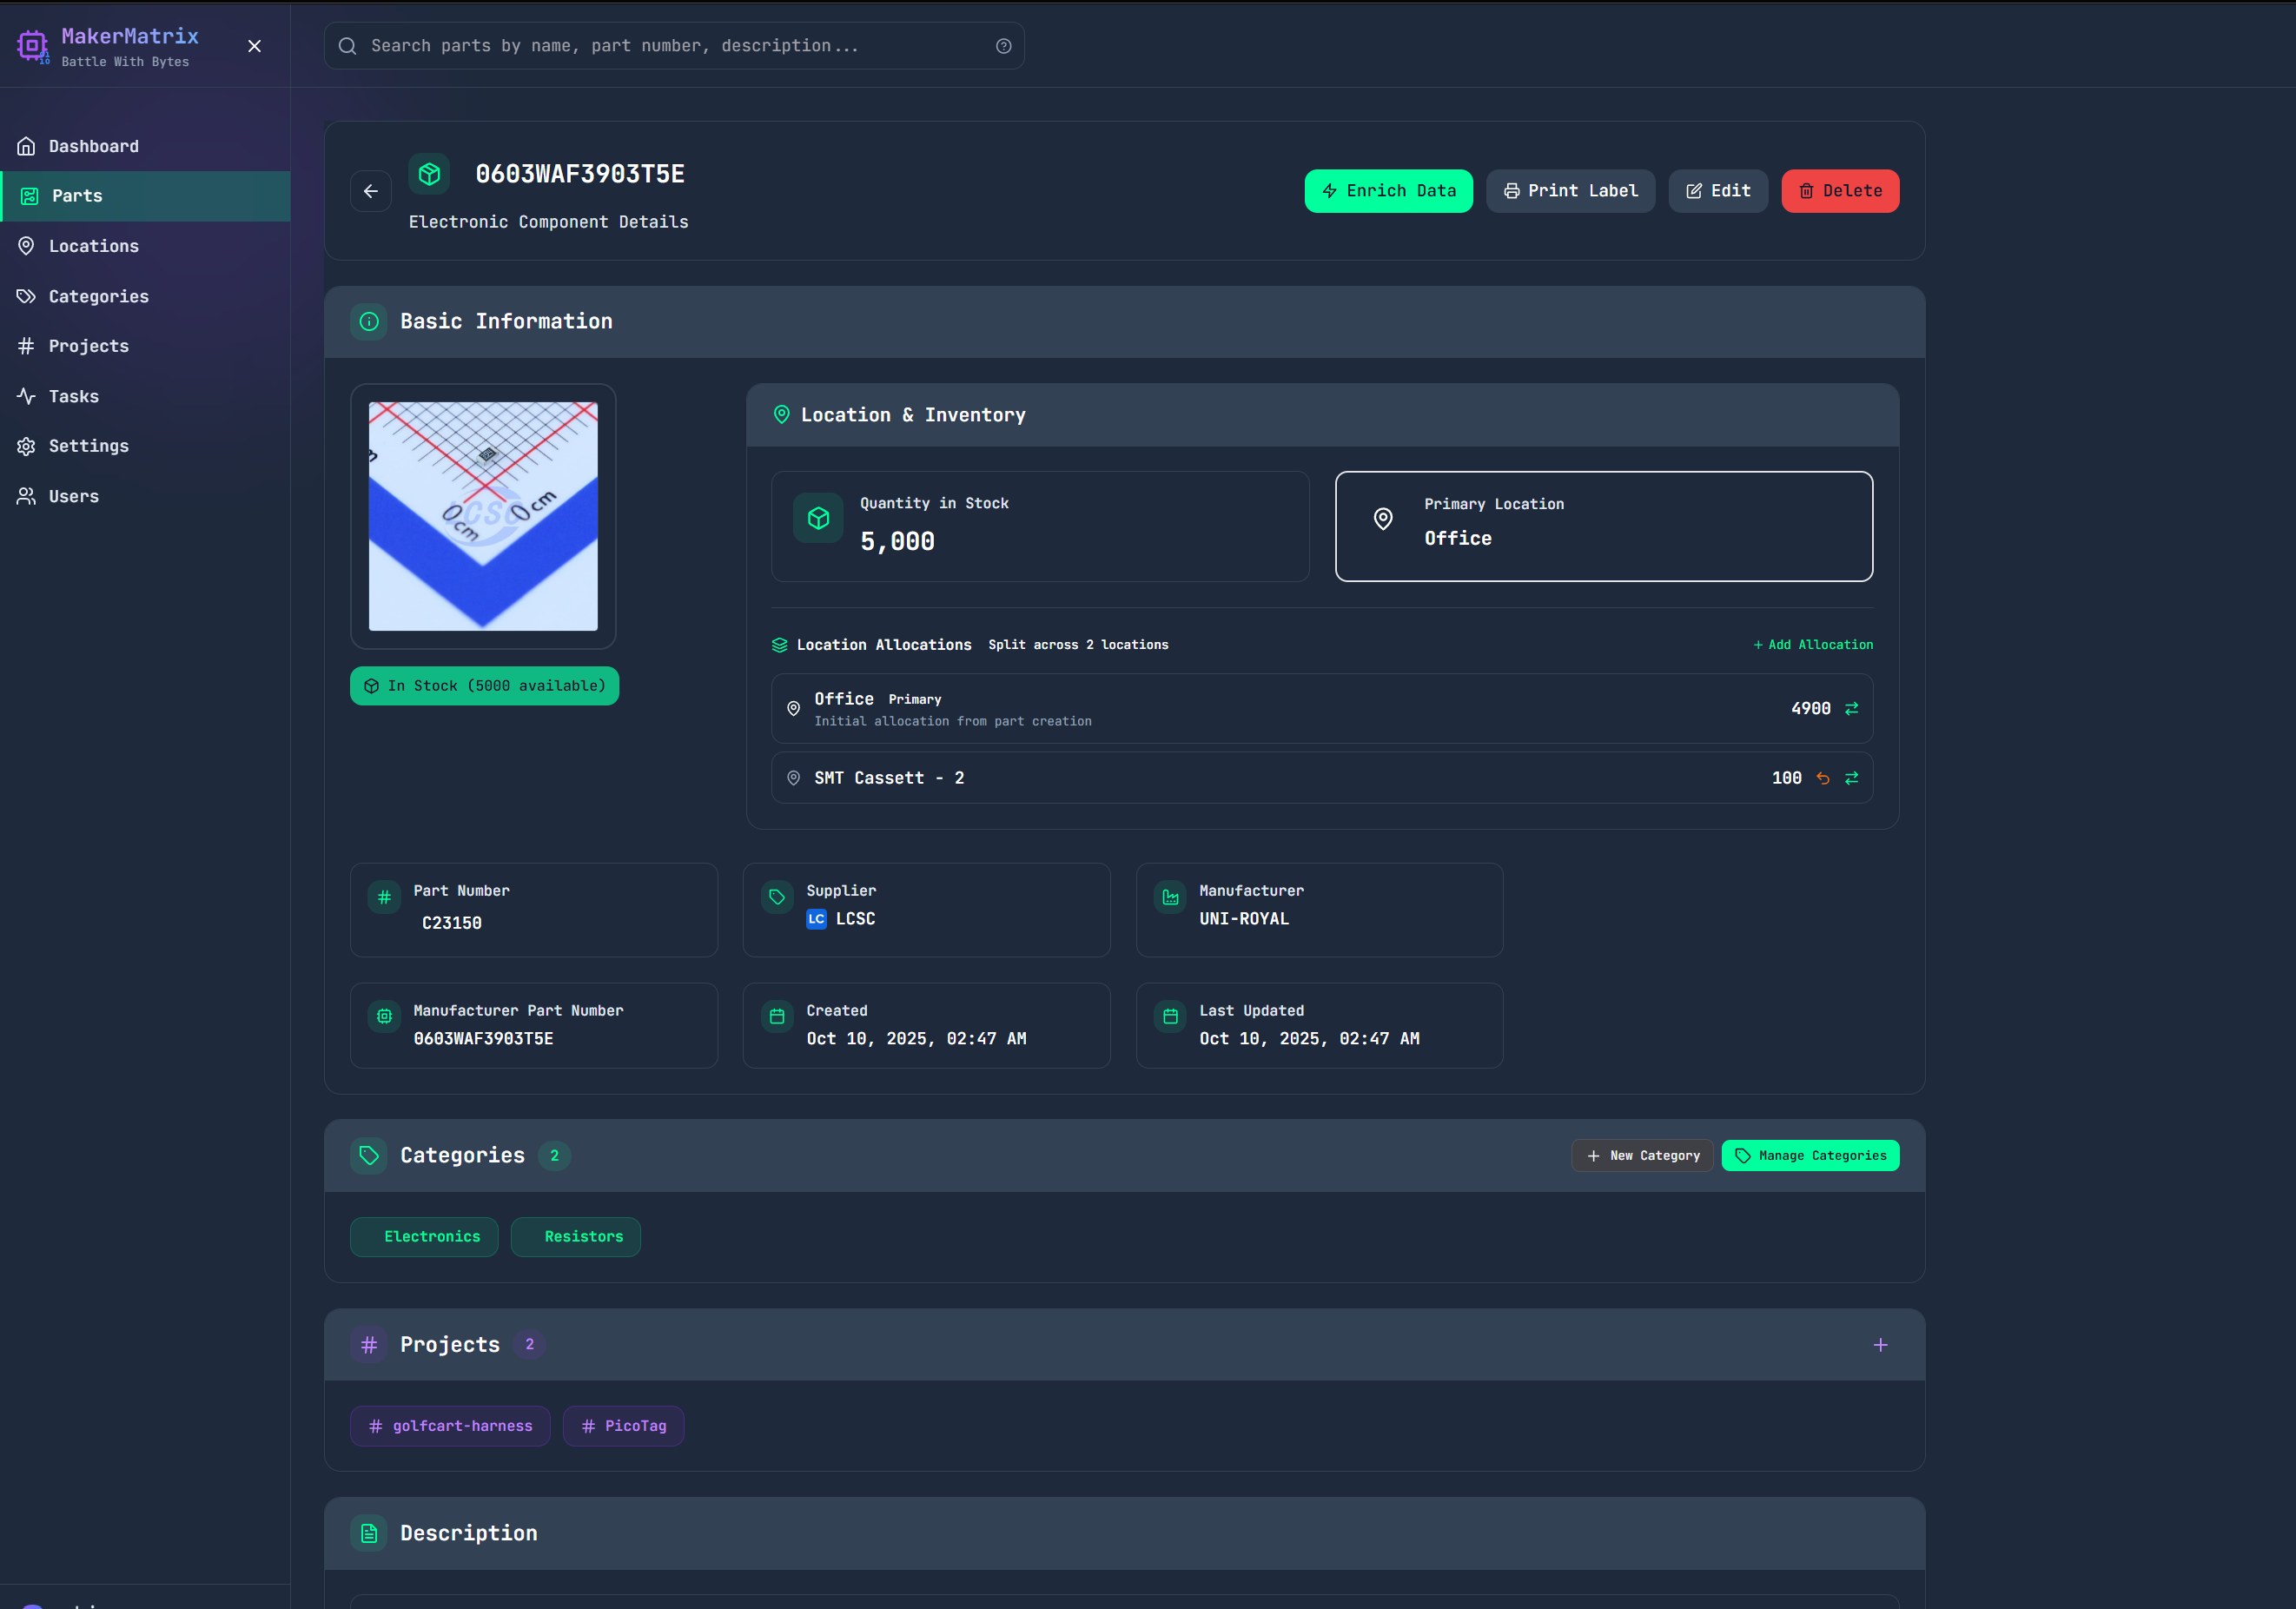 MakerMatrix
Battle With Bytes
Search parts by name, part number, description...
Dashboard
Parts
Locations
Categories
Projects
Tasks
Settings
Users
0603WAF3903T5E
Electronic Component Details
Enrich Data
Print Label
Edit
Delete
Basic Information
LCSC
0cm
0cm
In Stock (5000 available)
Location & Inventory
Quantity in Stock
5,000
Primary Location
Office
Location Allocations Split across 2 locations
+ Add Allocation
Office Primary
Initial allocation from part creation
4900
SMT Cassett - 2
100
Part Number
C23150
Supplier
LC LCSC
Manufacturer
UNI-ROYAL
Manufacturer Part Number
0603WAF3903T5E
Created
Oct 10, 2025, 02:47 AM
Last Updated
Oct 10, 2025, 02:47 AM
Categories 2
+ New Category
Manage Categories
Electronics
Resistors
# Projects 2
+
# golfcart-harness
# PicoTag
Description